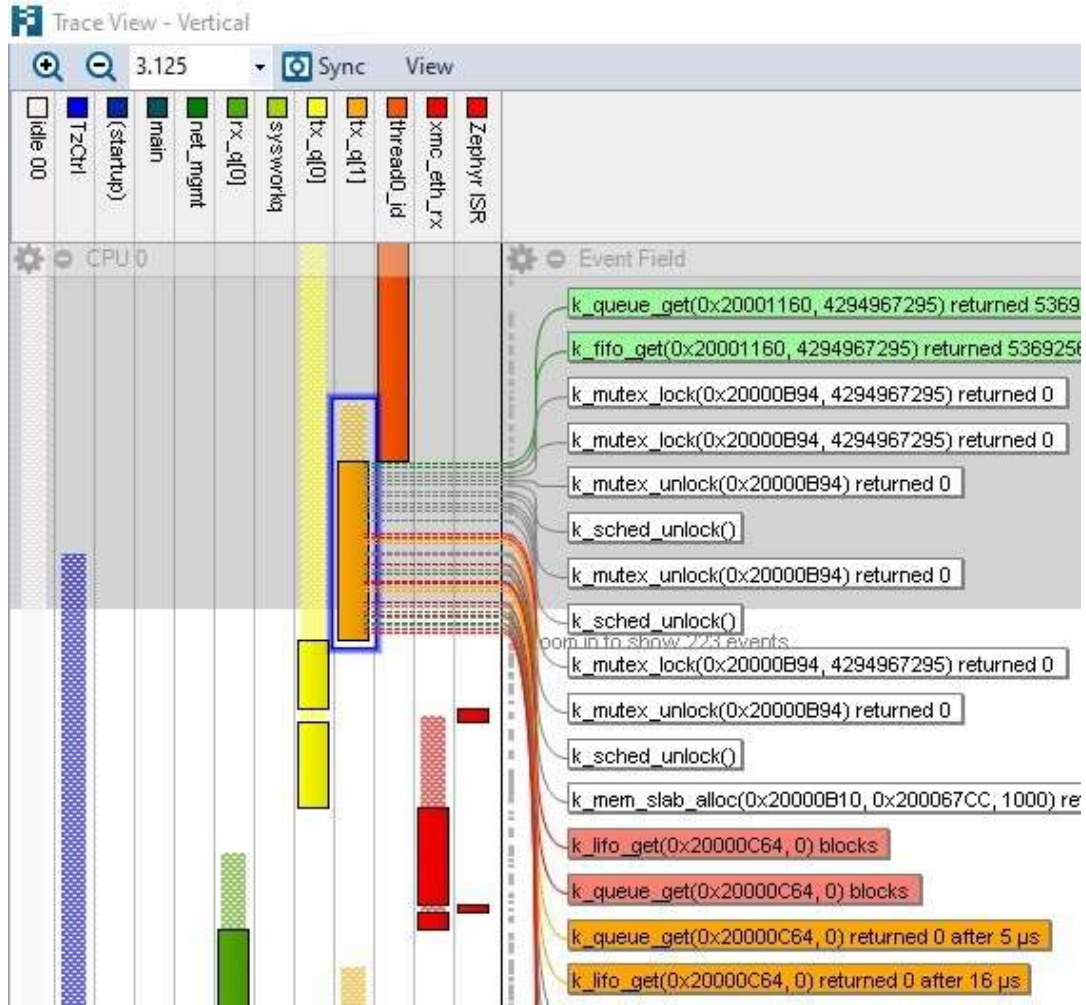 Trace View - Vertical
3.125
Sync
View
idle 00
TzCtrl
(startup)
main
net_mgmt
rx_q[0]
sysworkq
tx_q[0]
tx_q[1]
thread0_id
xmc_eth_rx
Zephyr ISR
CPU 0
Event Field
k_queue_get(0x20001160, 4294967295) returned 5369
k_fifo_get(0x20001160, 4294967295) returned 5369256
k_mutex_lock(0x20000B94, 4294967295) returned 0
k_mutex_lock(0x20000B94, 4294967295) returned 0
k_mutex_unlock(0x20000B94) returned 0
k_sched_unlock()
k_mutex_unlock(0x20000B94) returned 0
k_sched_unlock()
oom in to show 223 events
k_mutex_lock(0x20000B94, 4294967295) returned 0
k_mutex_unlock(0x20000B94) returned 0
k_sched_unlock()
k_mem_slab_alloc(0x20000B10, 0x200067CC, 1000) ret
k_lifo_get(0x20000C64, 0) blocks
k_queue_get(0x20000C64, 0) blocks
k_queue_get(0x20000C64, 0) returned 0 after 5 µs
k_lifo_get(0x20000C64, 0) returned 0 after 16 µs